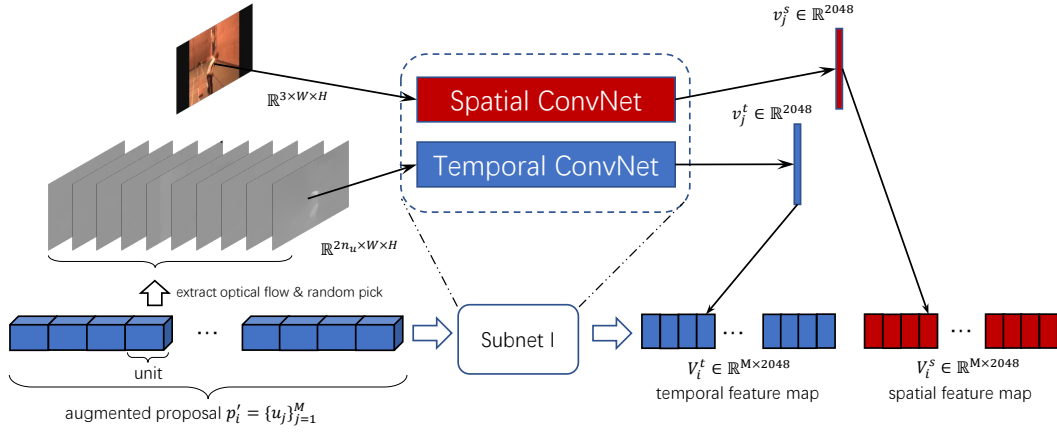 $v_j^s \in \mathbb{R}^{2048}$
$\mathbb{R}^{3\times W\times H}$
Spatial ConvNet
$v_j^t \in \mathbb{R}^{2048}$
Temporal ConvNet
$\mathbb{R}^{2n_u\times W\times H}$
extract optical flow & random pick
...
Subnet I
...
...
unit
$V_i^t \in \mathbb{R}^{M\times 2048}$
temporal feature map
$V_i^s \in \mathbb{R}^{M\times 2048}$
spatial feature map
augmented proposal $p_i' = \{u_j\}_{j=1}^{M}$